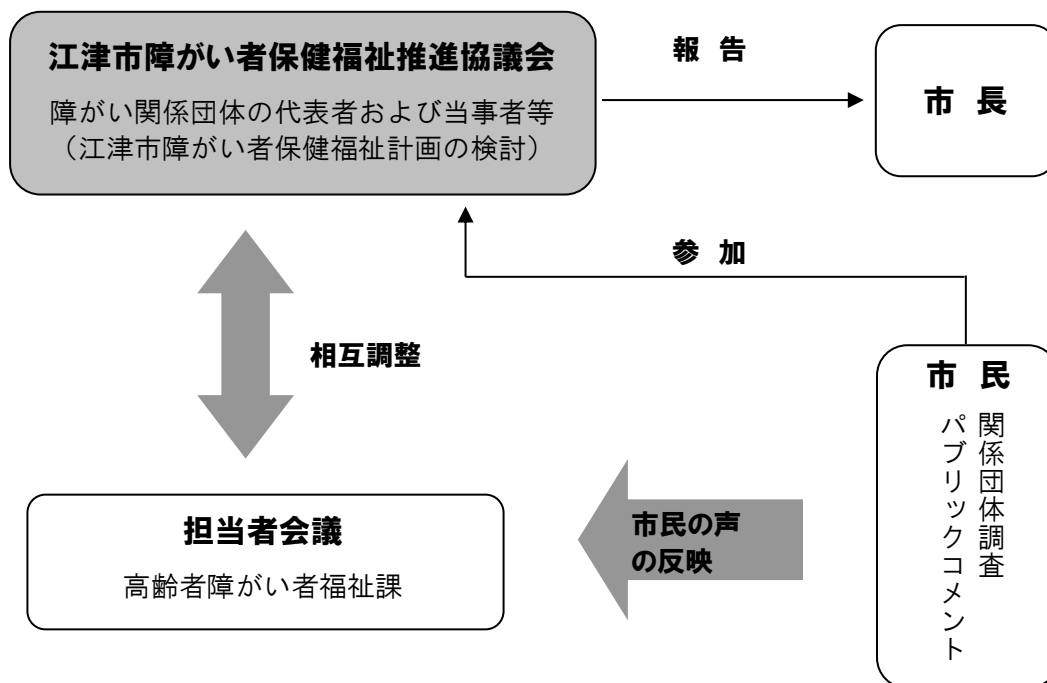 江津市障がい者保健福祉推進協議会
障がい関係団体の代表者および当事者等
（江津市障がい者保健福祉計画の検討）
報 告
市 長
参 加
相互調整
市 民
関係団体調査
パブリックコメント
市民の声
の反映
担当者会議
高齢者障がい者福祉課